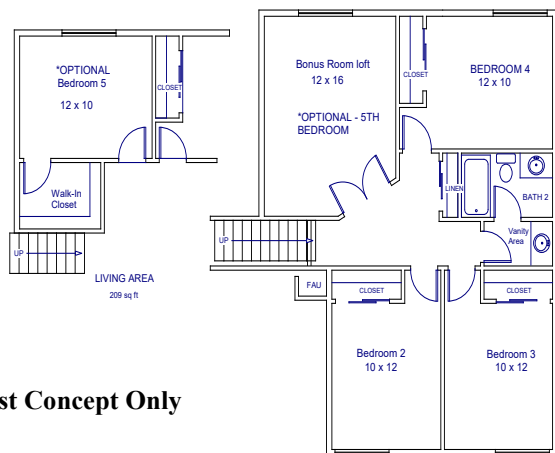 *OPTIONAL
Bedroom 5
12 x 10
CLOSET
Walk-In
Closet
UP
LIVING AREA
209 sq ft
Bonus Room loft
12 x 16
*OPTIONAL - 5TH
BEDROOM
CLOSET
BEDROOM 4
12 x 10
LINEN
BATH 2
Vanity
Area
UP
FAU
CLOSET
Bedroom 2
10 x 12
CLOSET
Bedroom 3
10 x 12
st Concept Only